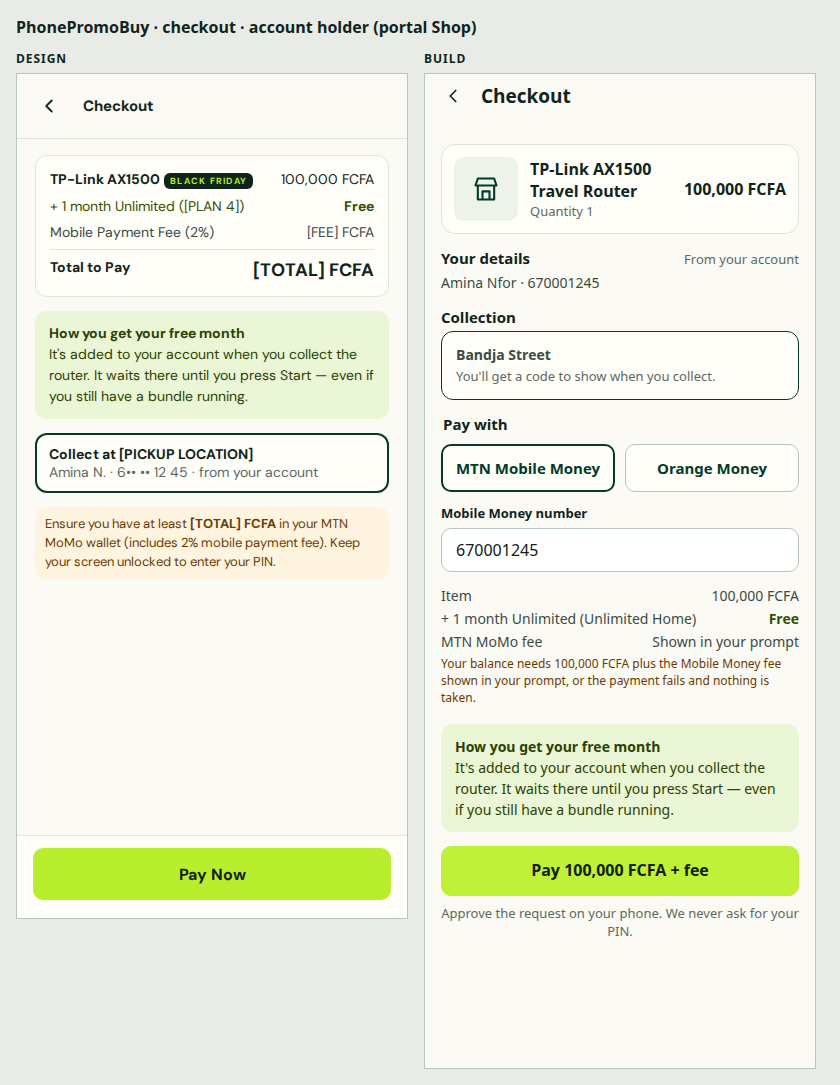 PhonePromoBuy · checkout · account holder (portal Shop)
DESIGN
Checkout
TP-Link AX1500 BLACK FRIDAY 100,000 FCFA
+ 1 month Unlimited ([PLAN 4]) Free
Mobile Payment Fee (2%) [FEE] FCFA
Total to Pay [TOTAL] FCFA
How you get your free month
It's added to your account when you collect the
router. It waits there until you press Start — even if
you still have a bundle running.
Collect at [PICKUP LOCATION]
Amina N. · 6•• •• 12 45 · from your account
Ensure you have at least [TOTAL] FCFA in your MTN
MoMo wallet (includes 2% mobile payment fee). Keep
your screen unlocked to enter your PIN.
Pay Now
BUILD
Checkout
TP-Link AX1500
Travel Router
Quantity 1
100,000 FCFA
Your details From your account
Amina Nfor · 670001245
Collection
Bandja Street
You'll get a code to show when you collect.
Pay with
MTN Mobile Money Orange Money
Mobile Money number
670001245
Item 100,000 FCFA
+ 1 month Unlimited (Unlimited Home) Free
MTN MoMo fee Shown in your prompt
Your balance needs 100,000 FCFA plus the Mobile Money fee
shown in your prompt, or the payment fails and nothing is
taken.
How you get your free month
It's added to your account when you collect the
router. It waits there until you press Start — even
if you still have a bundle running.
Pay 100,000 FCFA + fee
Approve the request on your phone. We never ask for your
PIN.